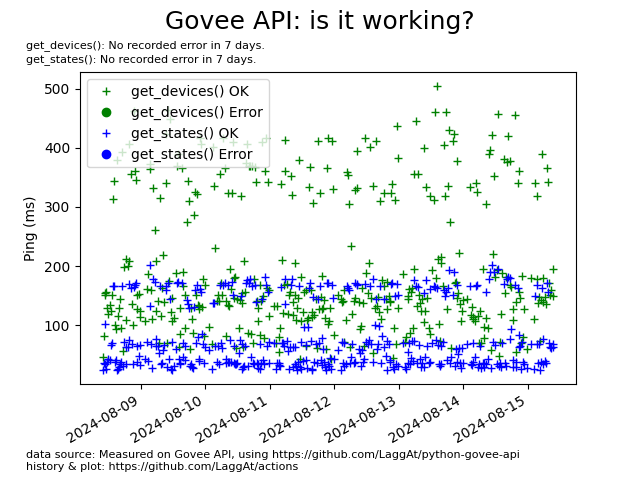 Govee API: is it working?
get_devices(): No recorded error in 7 days.
get_states(): No recorded error in 7 days.
get_devices() OK
get_devices() Error
get_states() OK
get_states() Error
Ping (ms)
500
400
300
200
100
2024-08-09
2024-08-10
2024-08-11
2024-08-12
2024-08-13
2024-08-14
2024-08-15
data source: Measured on Govee API, using https://github.com/LaggAt/python-govee-api
history & plot: https://github.com/LaggAt/actions